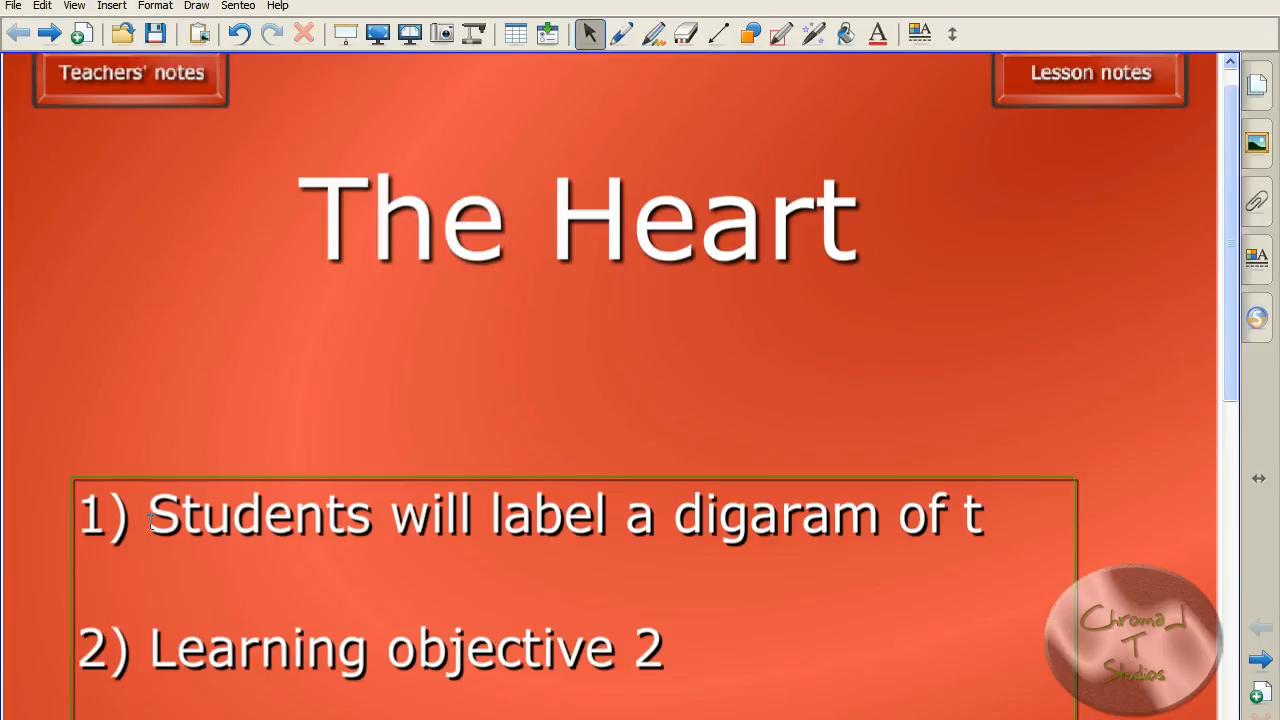 File Edit View Insert Format Draw Senteo Help
Teachers' notes
Lesson notes
The Heart
1) Students will label a digaram of t
2) Learning objective 2
ChromaJ
T
Studios